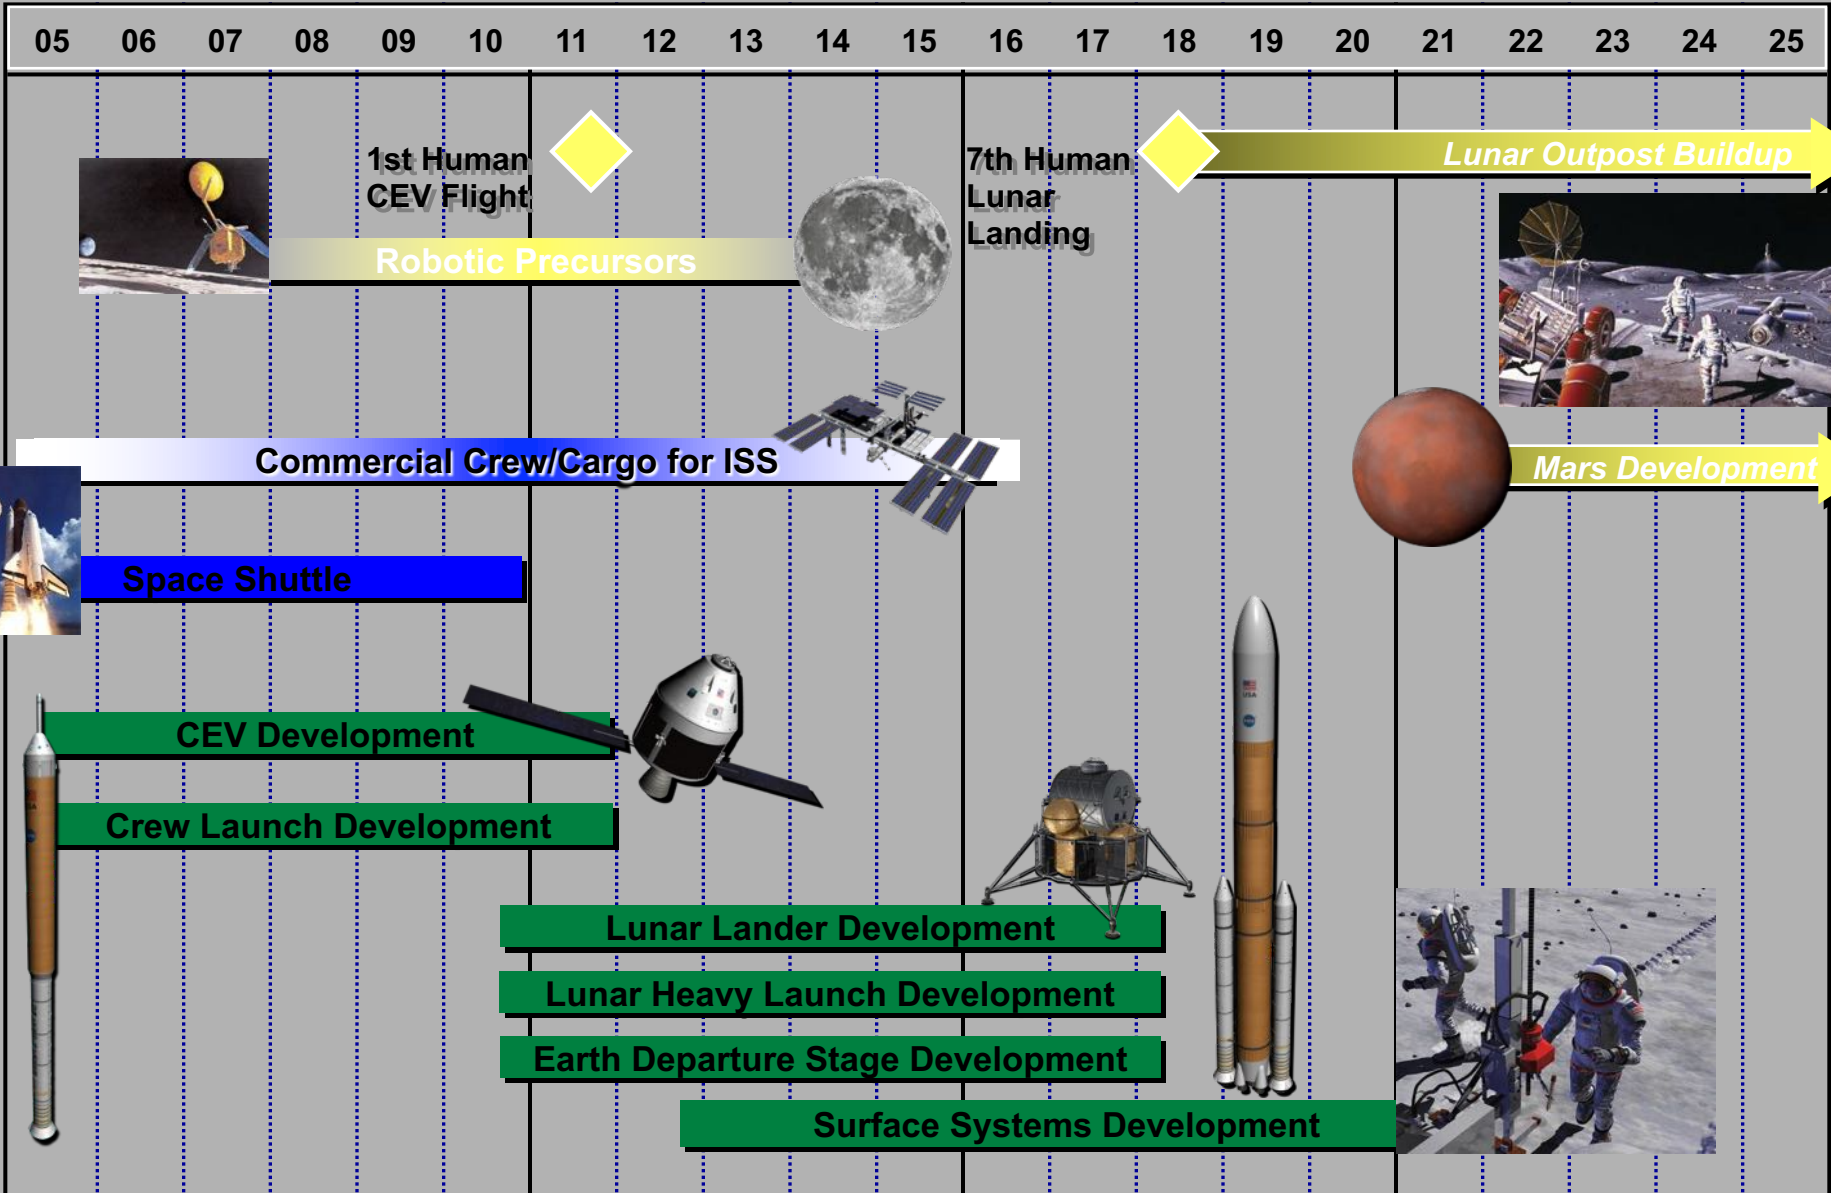 05 06 07 08 09 10 11 12 13 14 15 16 17 18 19 20 21 22 23 24 25
1st Human
CEV Flight
7th Human
Lunar
Landing
Lunar Outpost Buildup
Robotic Precursors
Commercial Crew/Cargo for ISS
Mars Development
Space Shuttle
USA
CEV Development
Crew Launch Development
Lunar Lander Development
Lunar Heavy Launch Development
Earth Departure Stage Development
Surface Systems Development